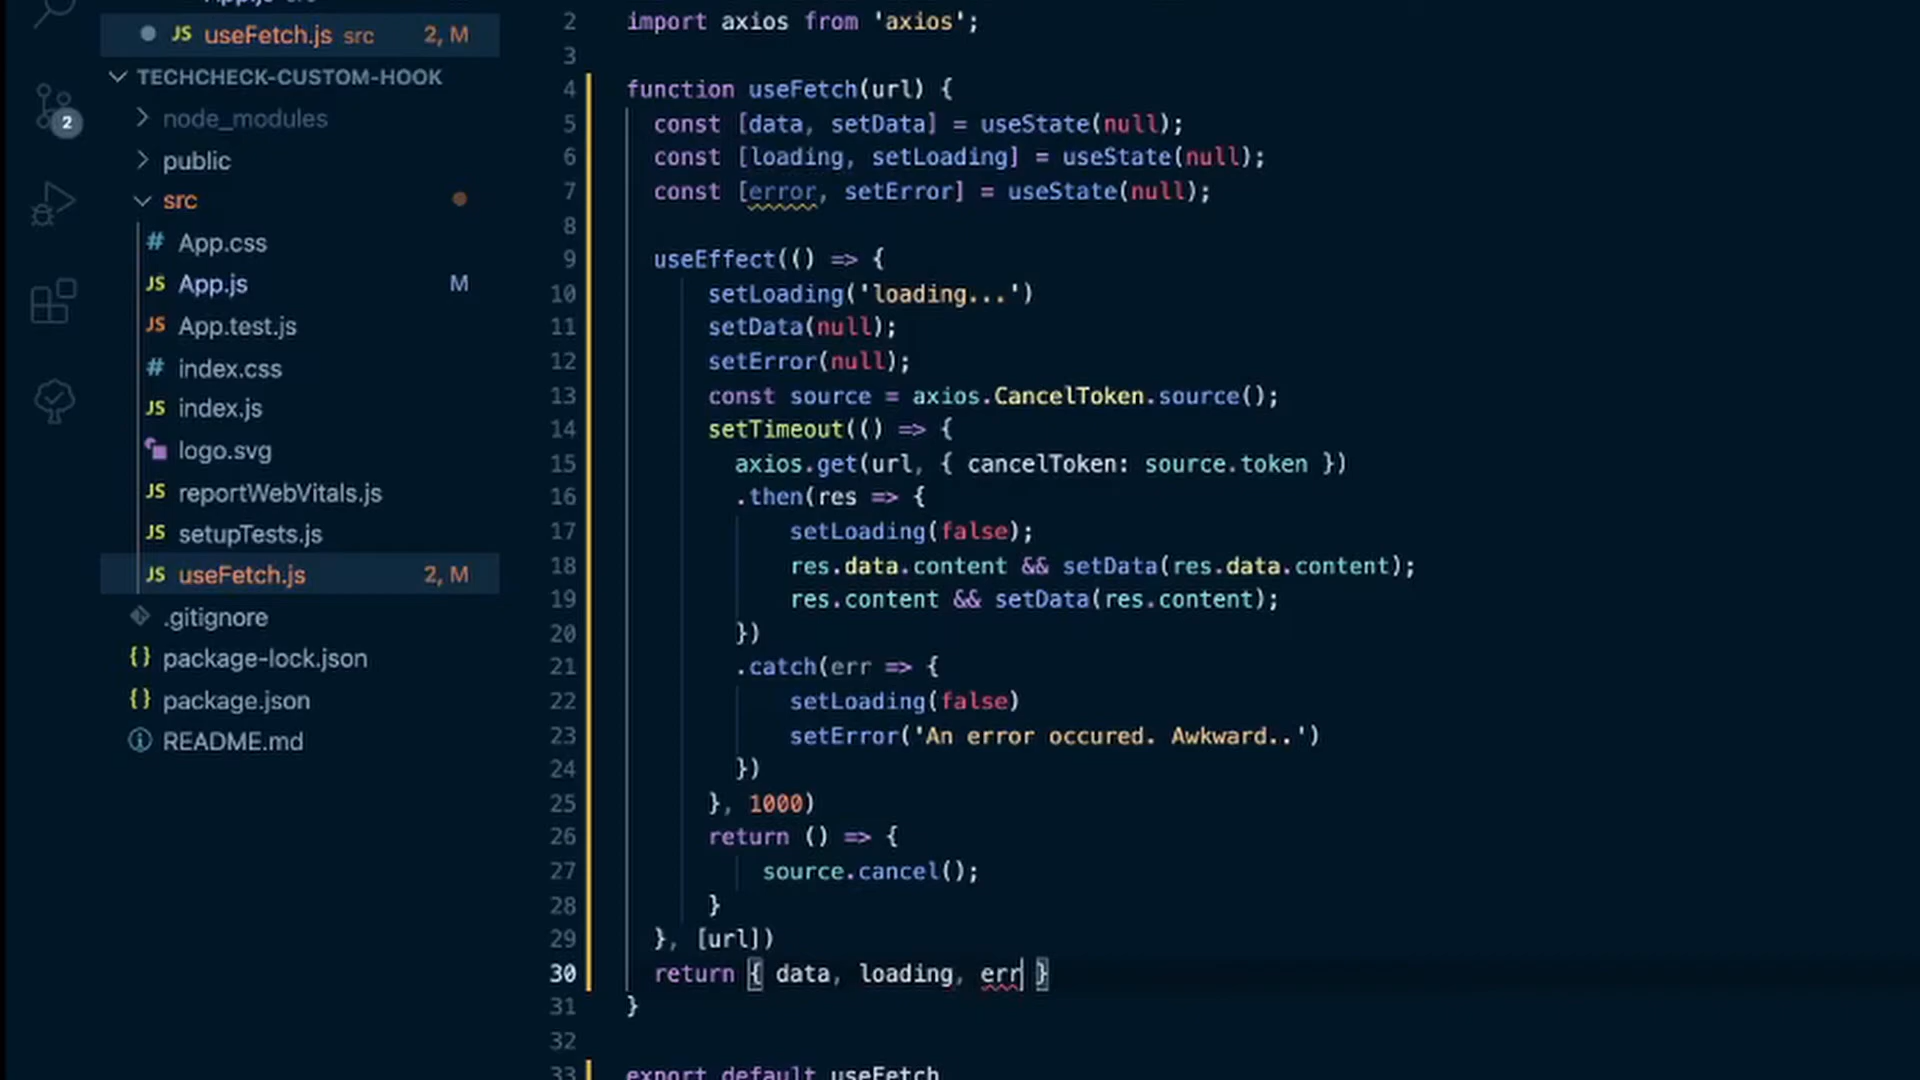 useFetch.js src 2, M
TECHCHECK-CUSTOM-HOOK
node_modules
2
public
src
# App.css
JS App.js M
JS App.test.js
# index.css
JS index.js
logo.svg
JS reportWebVitals.js
JS setupTests.js
JS useFetch.js 2, M
.gitignore
{} package-lock.json
{} package.json
README.md
2 import axios from 'axios';
3
4 function useFetch(url) {
5 const [data, setData] = useState(null);
6 const [loading, setLoading] = useState(null);
7 const [error, setError] = useState(null);
8
9 useEffect(() => {
10 setLoading('loading...')
11 setData(null);
12 setError(null);
13 const source = axios.CancelToken.source();
14 setTimeout(() => {
15 axios.get(url, { cancelToken: source.token })
16 .then(res => {
17 setLoading(false);
18 res.data.content && setData(res.data.content);
19 res.content && setData(res.content);
20 })
21 .catch(err => {
22 setLoading(false)
23 setError('An error occured. Awkward..')
24 })
25 }, 1000)
26 return () => {
27 source.cancel();
28 }
29 }, [url])
30 return { data, loading, err }
31 }
32
33 export default useFetch